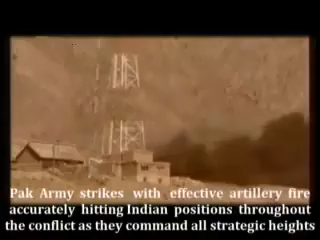 Pak Army strikes with effective artillery fire
accurately hitting Indian positions throughout
the conflict as they command all strategic heights